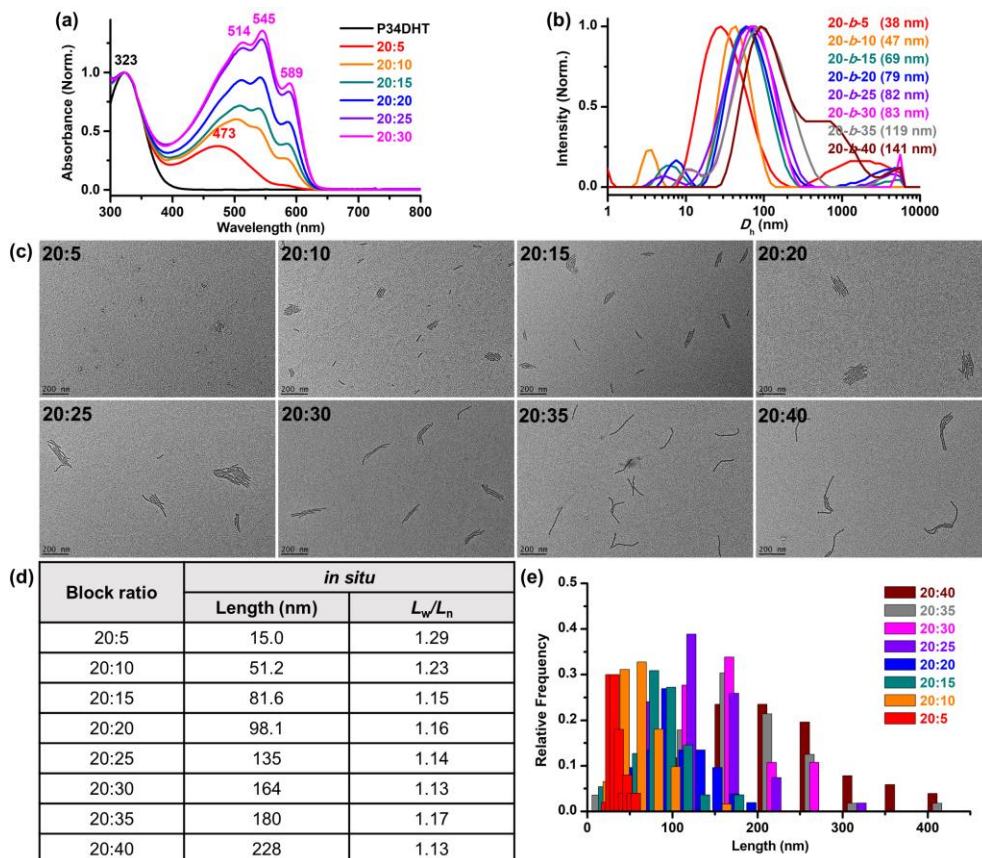 (a)
323
514
545
589
473
P34DHT
20:5
20:10
20:15
20:20
20:25
20:30
Absorbance (Norm.)
1.0
0.5
0.0
300 400 500 600 700 800
Wavelength (nm)
(b)
20-b-5 (38 nm)
20-b-10 (47 nm)
20-b-15 (69 nm)
20-b-20 (79 nm)
20-b-25 (82 nm)
20-b-30 (83 nm)
20-b-35 (119 nm)
20-b-40 (141 nm)
Intensity (Norm.)
1.0
0.5
0.0
1 10 100 1000 10000
Dh (nm)
(c)
20:5 20:10 20:15 20:20
200 nm 200 nm 200 nm 200 nm
20:25 20:30 20:35 20:40
200 nm 200 nm 200 nm 200 nm
(d)
Block ratio in situ
Length (nm) Lw/Ln
20:5 15.0 1.29
20:10 51.2 1.23
20:15 81.6 1.15
20:20 98.1 1.16
20:25 135 1.14
20:30 164 1.13
20:35 180 1.17
20:40 228 1.13
(e)
Relative Frequency
0.5
0.4
0.3
0.2
0.1
0.0
20:40
20:35
20:30
20:25
20:20
20:15
20:10
20:5
0 100 200 300 400
Length (nm)